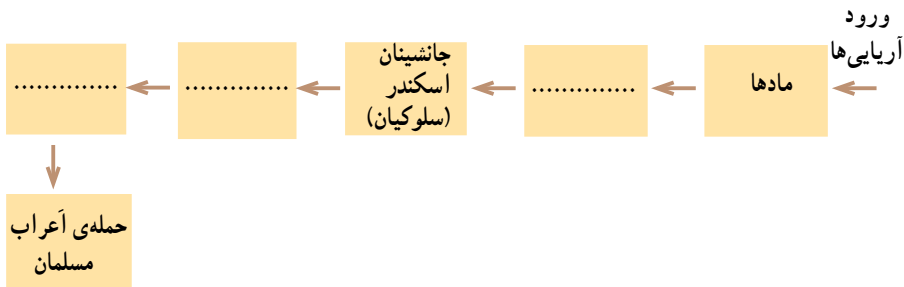 ورود
آریایی‌ها
مادها
..............
جانشینان
اسکندر
(سلوکیان)
..............
..............
حمله‌ی اَعراب
مسلمان